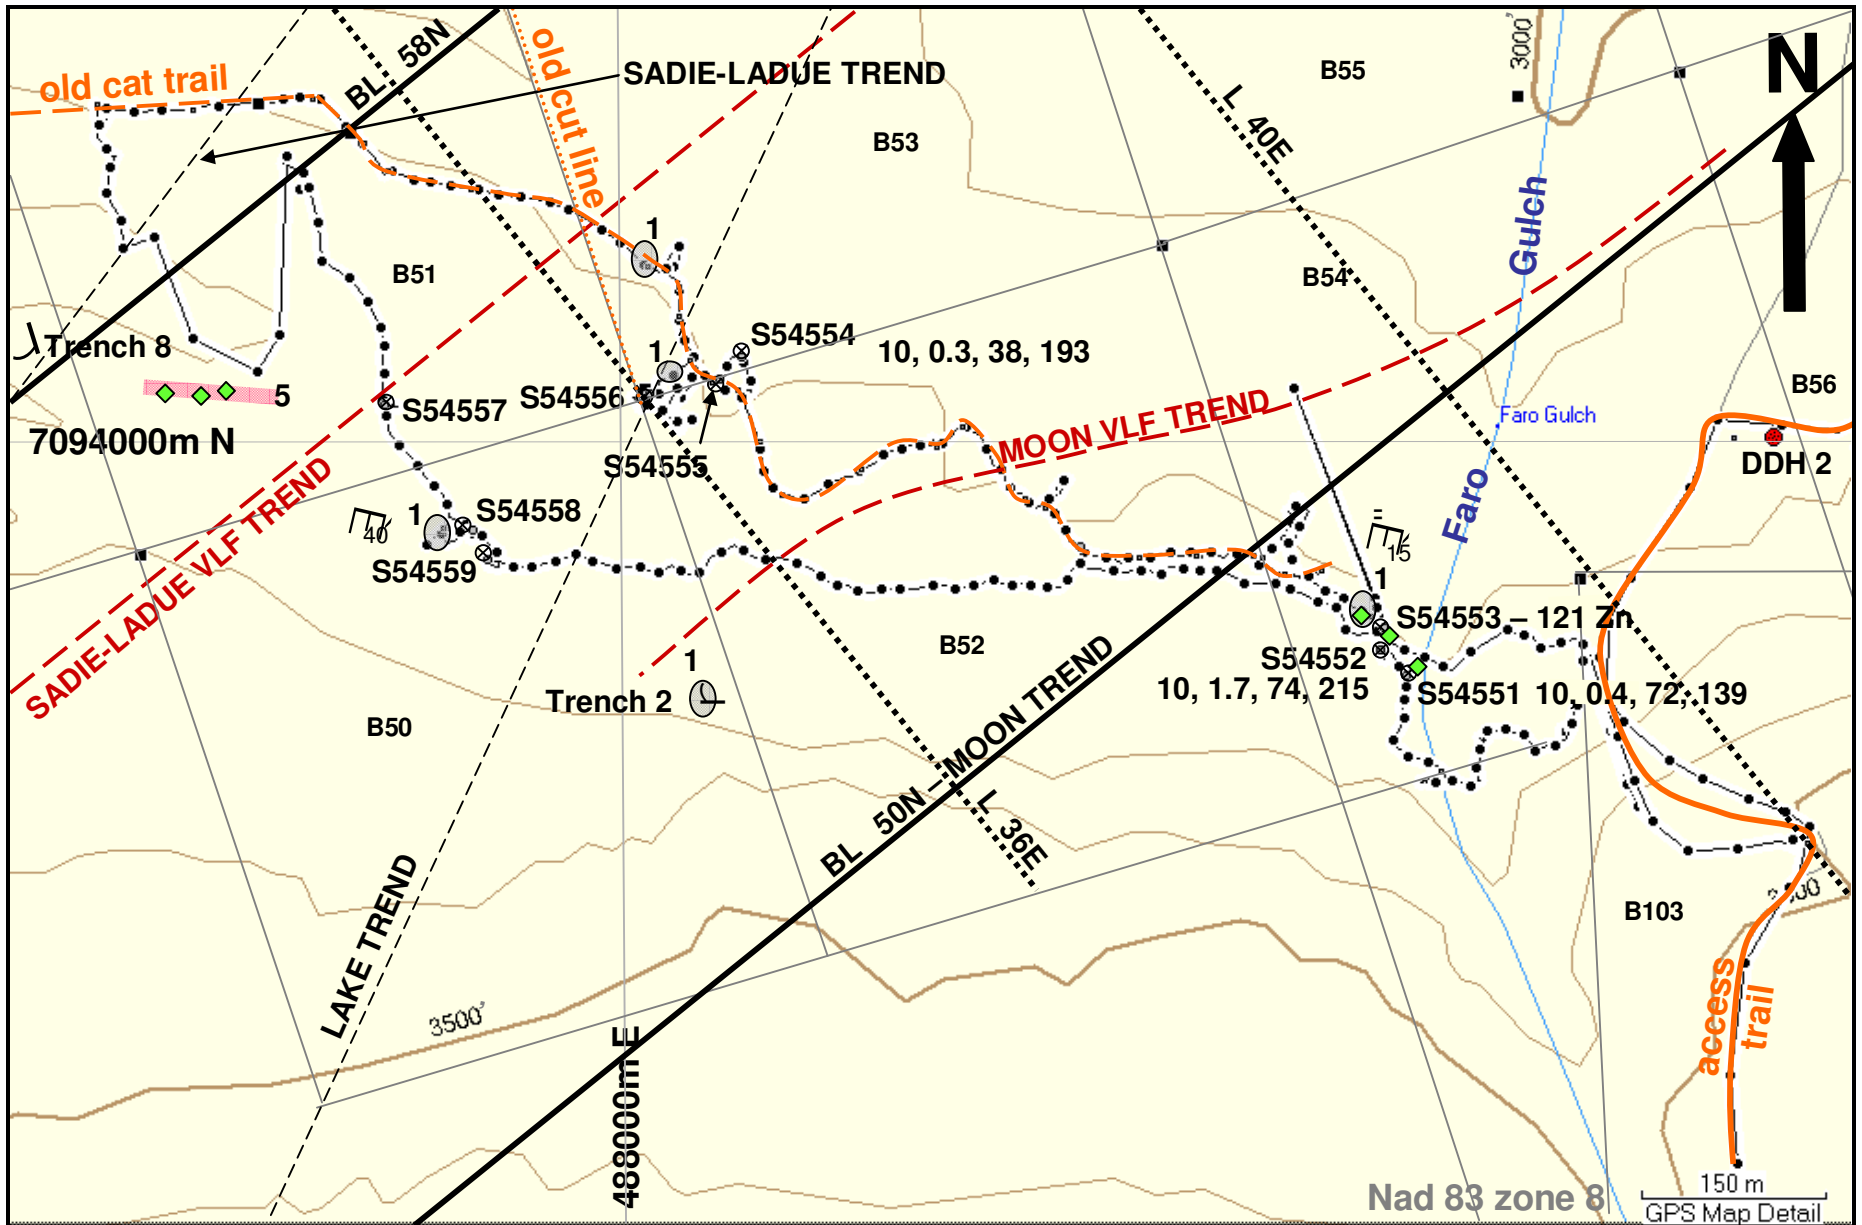 old cat trail
BL 58N
old cut line
SADIE-LADUE TREND
B55
3000'
N
L 40E
B53
Faro Gulch
B51
B54
1
Trench 8
5
S54554
10, 0.3, 38, 193
1
S54556
S54557
S54555
7094000m N
MOON VLF TREND
Faro Gulch
B56
DDH 2
SADIE-LADUE VLF TREND
1
S54558
40
S54559
15
1
S54553 – 121 Zn
S54552
10, 1.7, 74, 215
S54551 10, 0.4, 72, 139
B52
1
Trench 2
B50
BL 50N – MOON TREND
L 36E
LAKE TREND
3500'
B103
access trail
488000m E
Nad 83 zone 8
150 m
GPS Map Detail